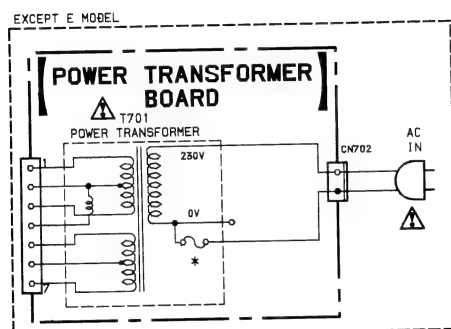 EXCEPT E MODEL
POWER TRANSFORMER
BOARD
T701
POWER TRANSFORMER
230V
0V
*
CN702
AC
IN
1
7